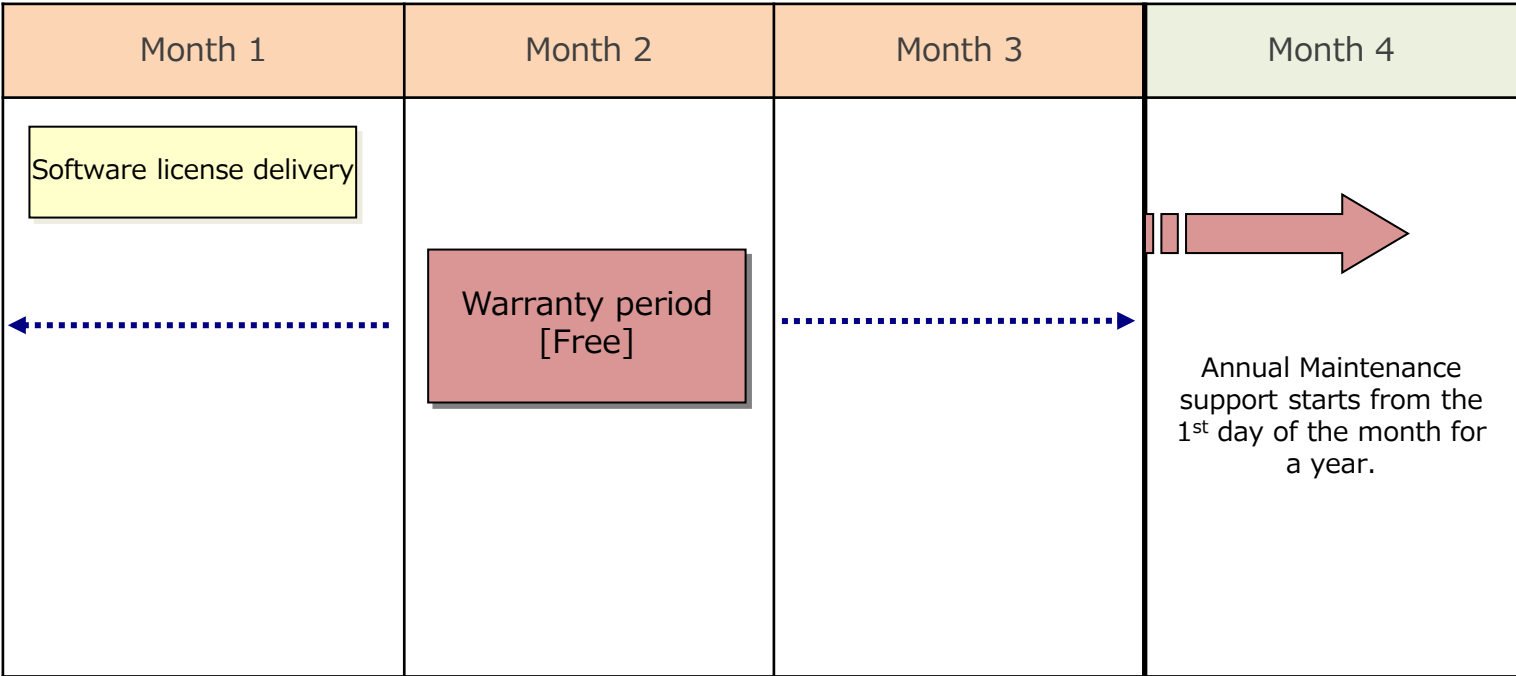 Month 1
Month 2
Month 3
Month 4
Software license delivery
Warranty period
[Free]
Annual Maintenance
support starts from the
1st day of the month for
a year.